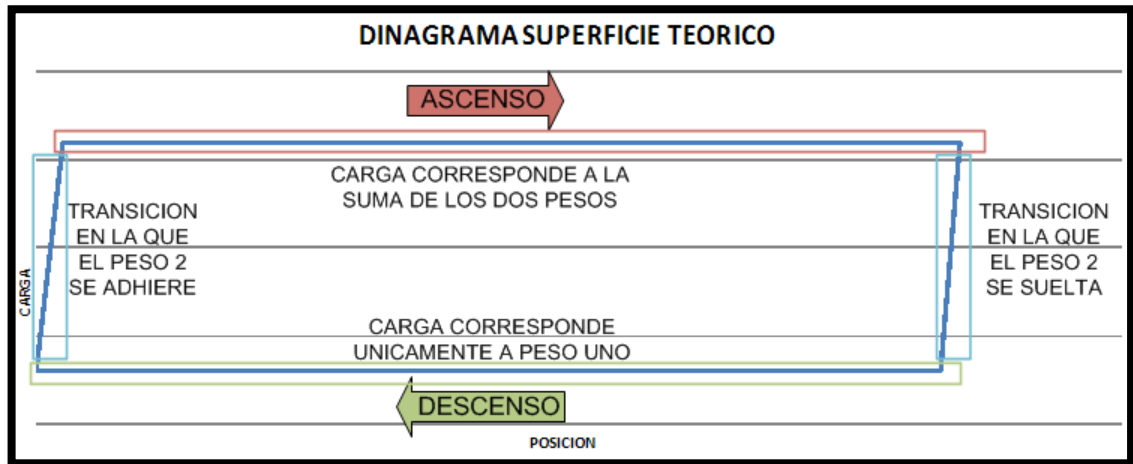 DINAGRAMA SUPERFICIE TEORICO
ASCENSO
CARGA CORRESPONDE A LA
SUMA DE LOS DOS PESOS
TRANSICION
EN LA QUE
EL PESO 2
SE ADHIERE
TRANSICION
EN LA QUE
EL PESO 2
SE SUELTA
CARGA
CARGA CORRESPONDE
UNICAMENTE A PESO UNO
DESCENSO
POSICION